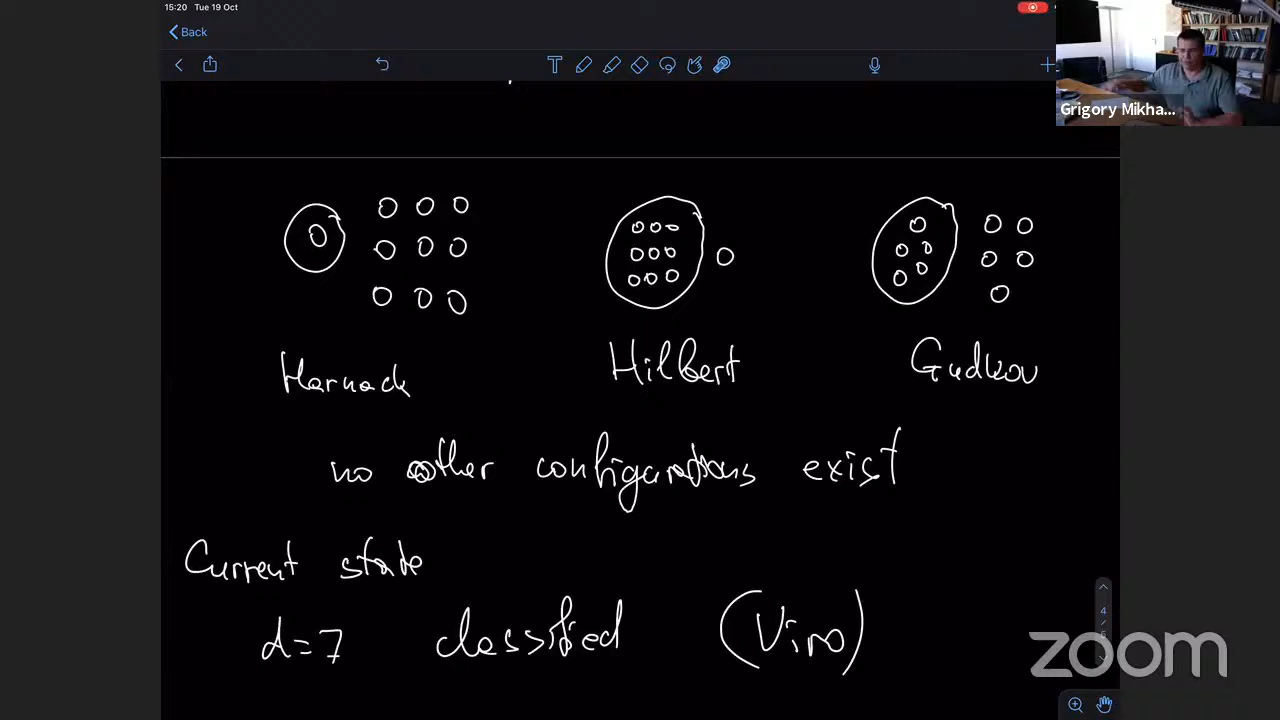 15:20 Tue 19 Oct
Back
T
Grigory Mikha...
Harnack Hilbert Gudkov
no other configurations exist
Current state
d=7 classified (Viro)
4
zoom